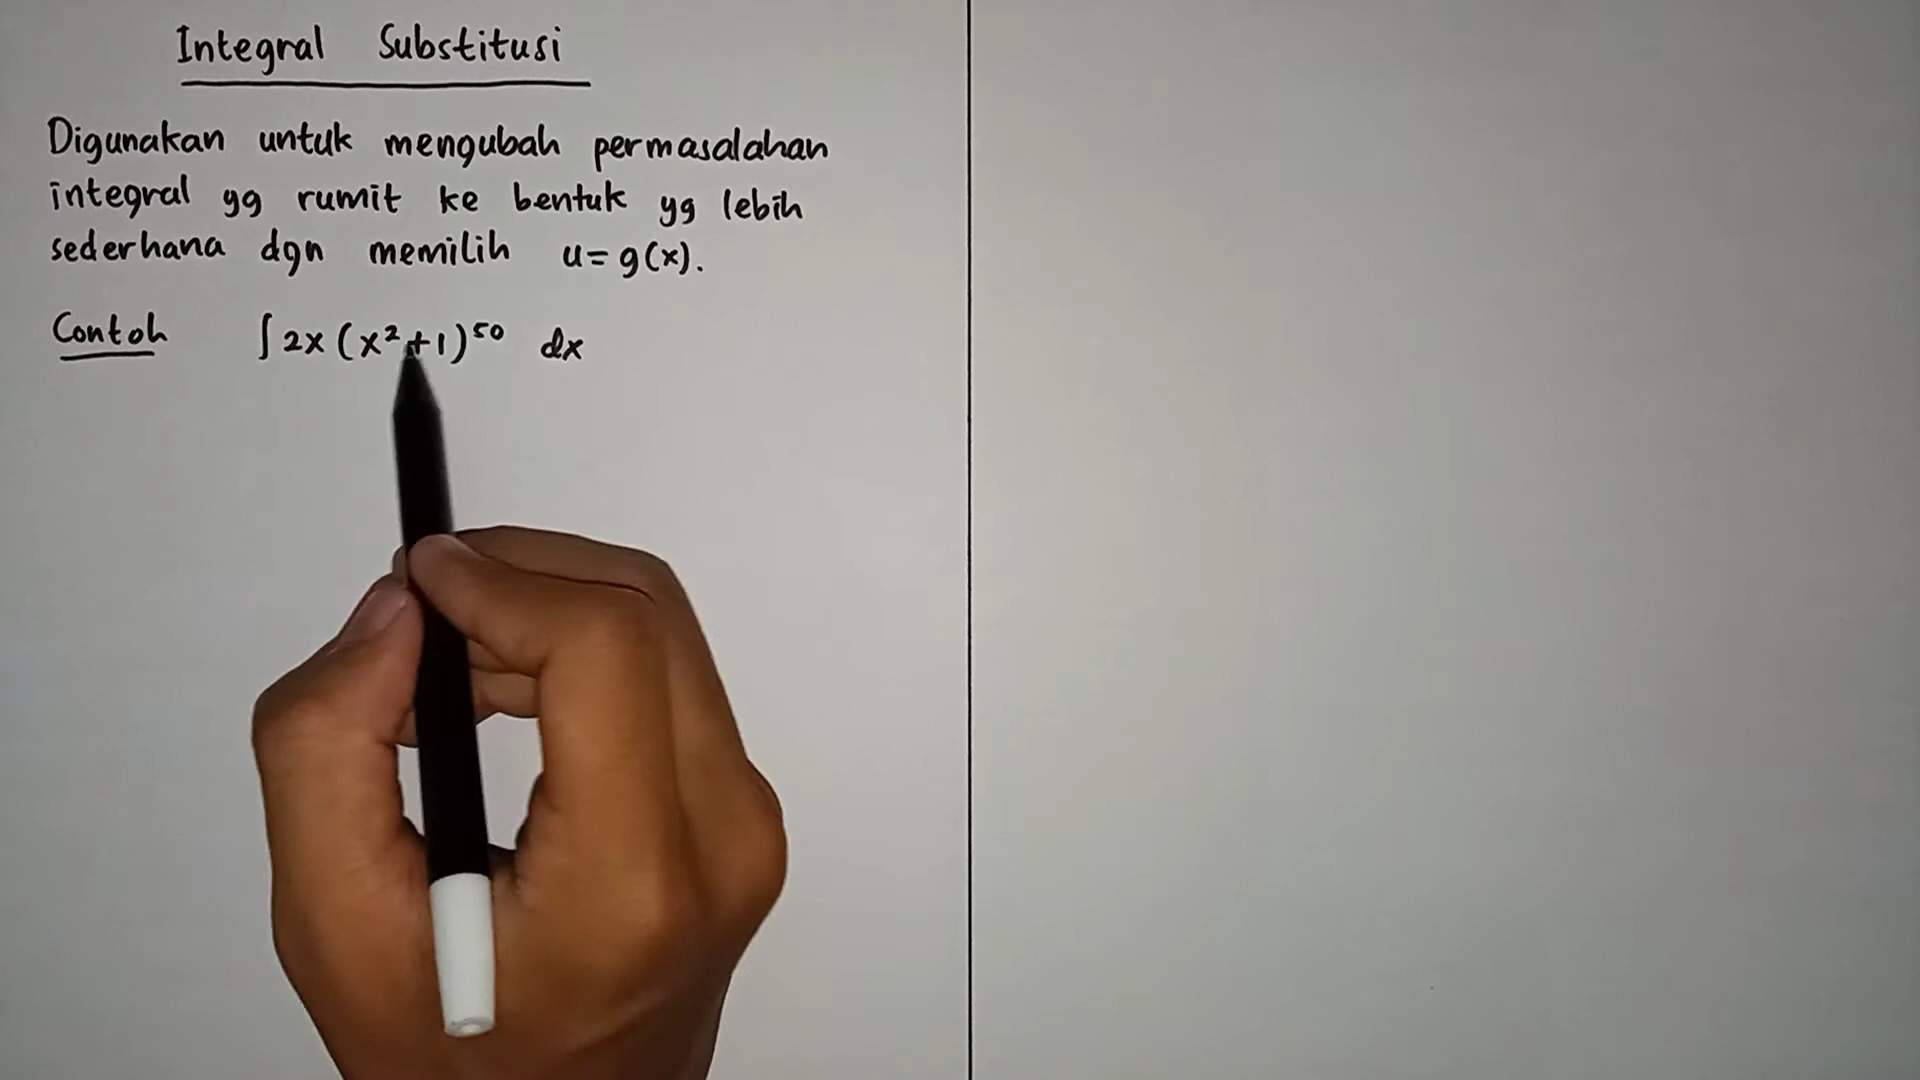 Integral Substitusi
Digunakan untuk mengubah permasalahan
integral yg rumit ke bentuk yg lebih
sederhana dgn memilih u = g(x).
Contoh ∫ 2x (x² + 1)⁵⁰ dx